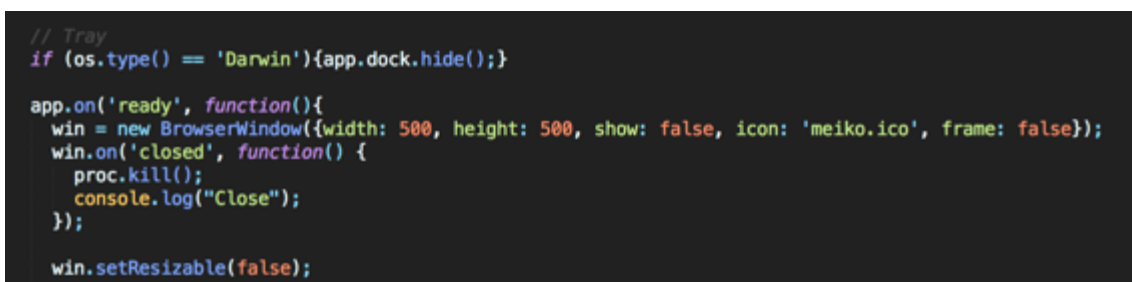 // Tray
if (os.type() == 'Darwin'){app.dock.hide();}
app.on('ready', function(){
win = new BrowserWindow({width: 500, height: 500, show: false, icon: 'meiko.ico', frame: false});
win.on('closed', function() {
proc.kill();
console.log("Close");
});
win.setResizable(false);